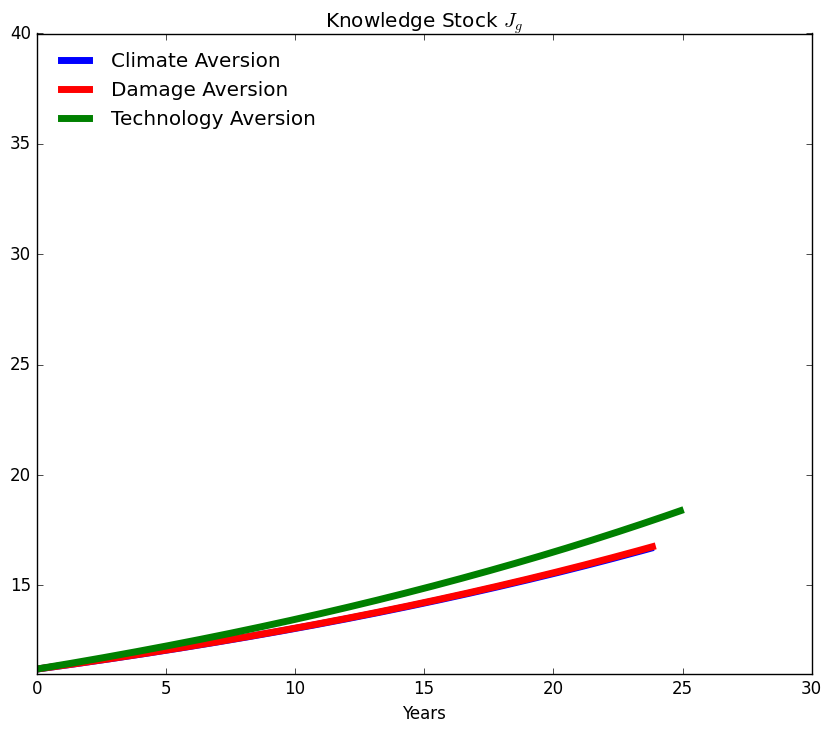 Knowledge Stock J_g
40
35
30
25
20
15
Climate Aversion
Damage Aversion
Technology Aversion
0 5 10 15 20 25 30
Years